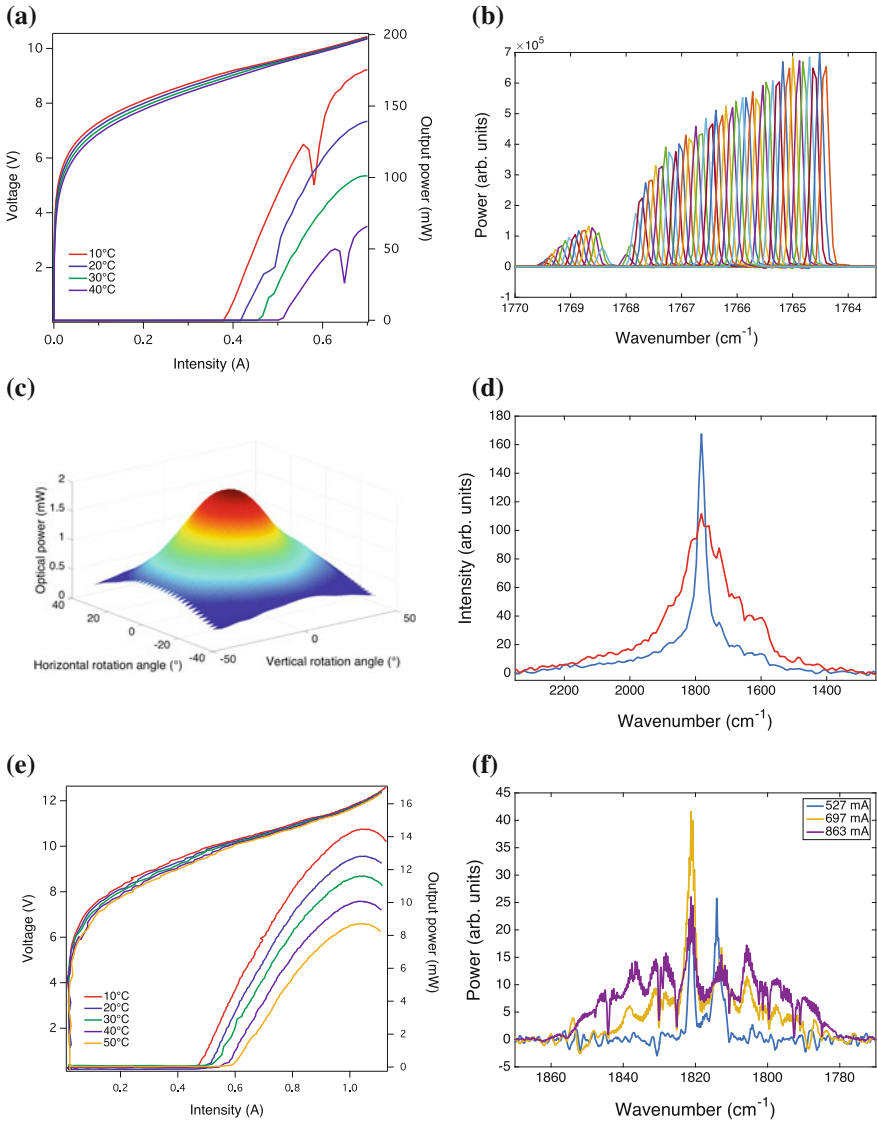 (a)
10
8
6
4
2
Voltage (V)
200
150
100
50
0
Output power (mW)
10°C
20°C
30°C
40°C
0.0 0.2 0.4 0.6
Intensity (A)
(b)
×10⁵
7
6
5
4
3
2
1
0
-1
Power (arb. units)
1770 1769 1768 1767 1766 1765 1764
Wavenumber (cm⁻¹)
(c)
2
1.5
1
0.5
0
Optical power (mW)
40
20
0
-20
-40
Horizontal rotation angle (°)
-50
0
50
Vertical rotation angle (°)
(d)
180
160
140
120
100
80
60
40
20
0
Intensity (arb. units)
2200 2000 1800 1600 1400
Wavenumber (cm⁻¹)
(e)
12
10
8
6
4
2
Voltage (V)
16
14
12
10
8
6
4
2
0
Output power (mW)
10°C
20°C
30°C
40°C
50°C
0.2 0.4 0.6 0.8 1.0
Intensity (A)
(f)
45
40
35
30
25
20
15
10
5
0
-5
Power (arb. units)
527 mA
697 mA
863 mA
1860 1840 1820 1800 1780
Wavenumber (cm⁻¹)